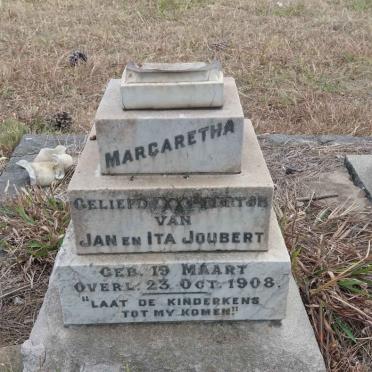 MARGARETHA
GELIEFD
VAN
JAN EN ITA JOUBERT
GEB. 19 MAART
OVERL. 23. OCT. 1908.
"LAAT DE KINDERKENS
TOT MY KOMEN"